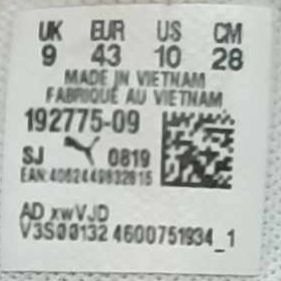 UK EUR US CM
9 43 10 28
MADE IN VIETNAM
FABRIQUÉ AU VIETNAM
192775-09
SJ 0819
EAN:4062449832815
AD xwVJD
V3S00132 4600751934_1